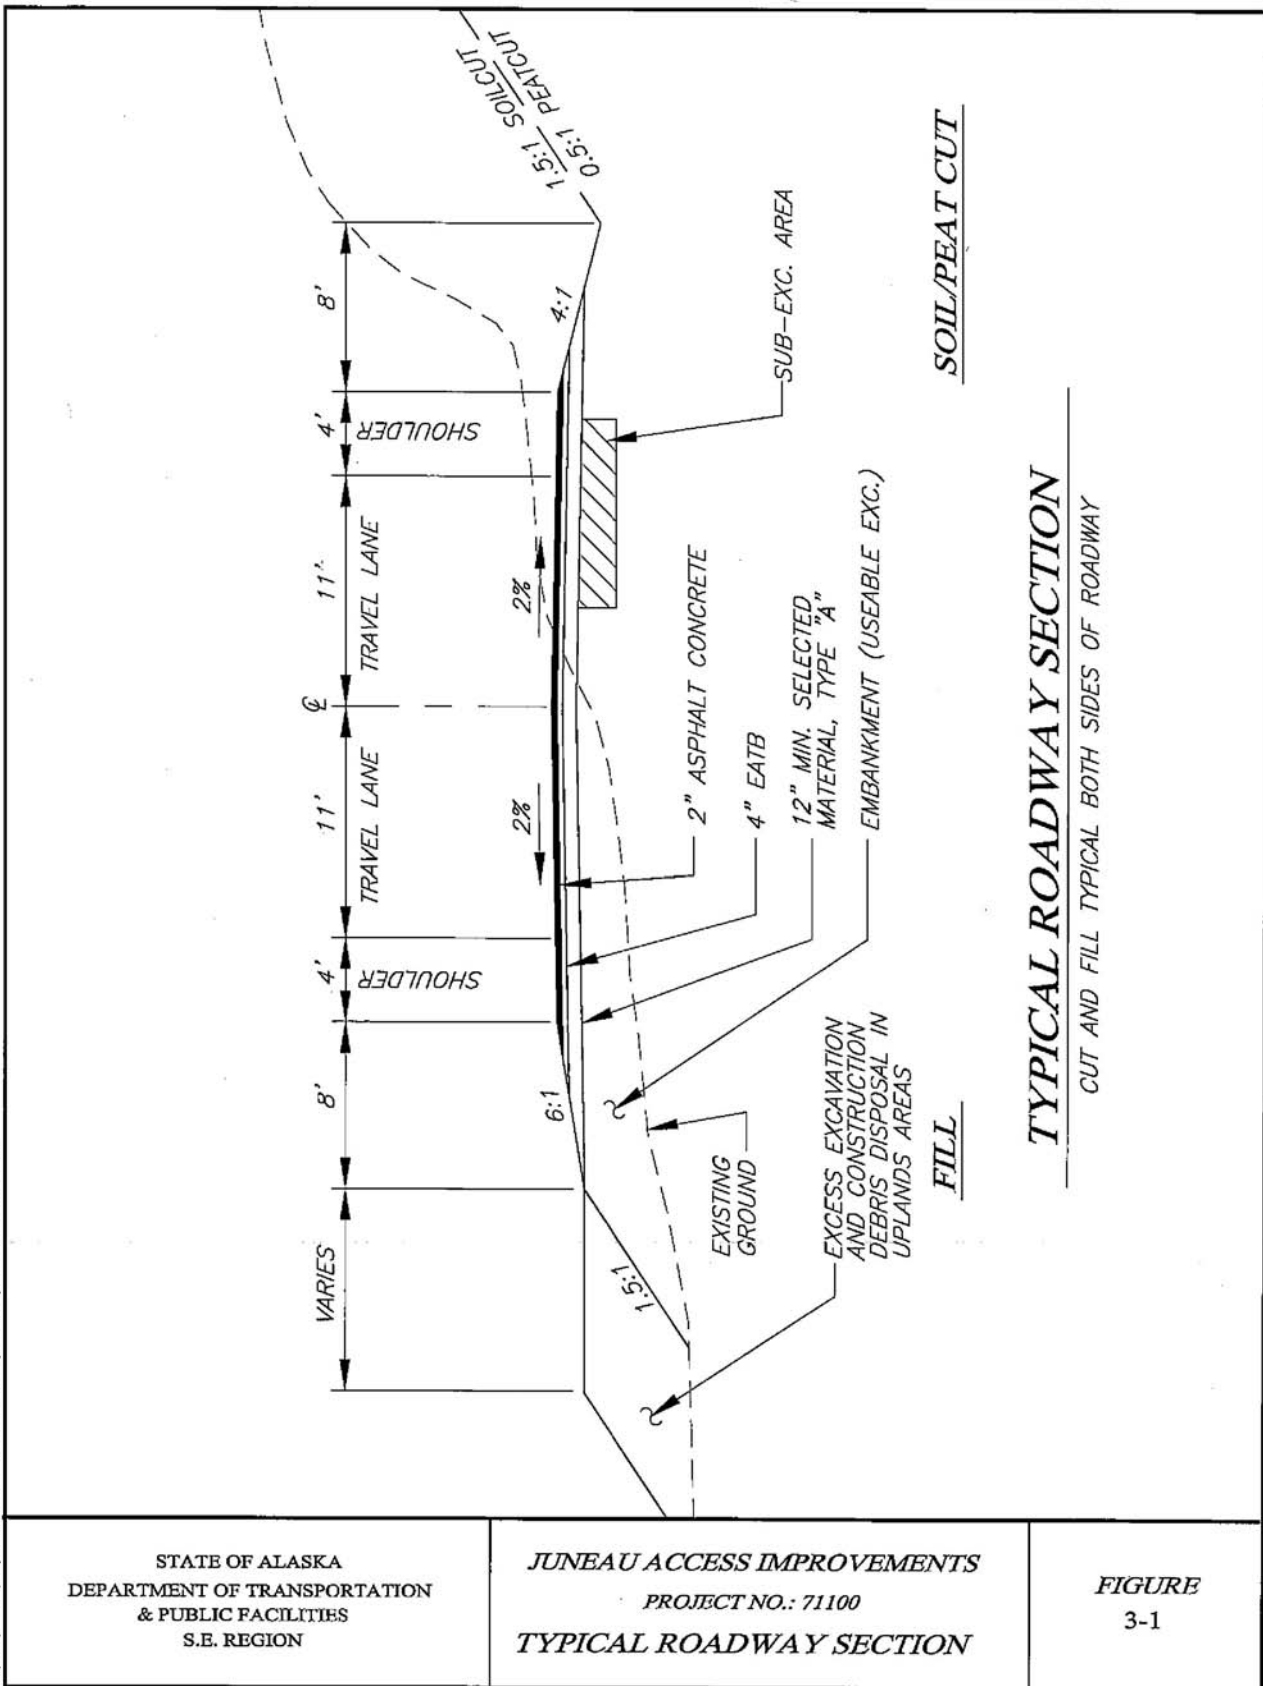 VARIES
8'
4'
11'
℄
11'
4'
8'
SHOULDER
TRAVEL LANE
TRAVEL LANE
SHOULDER
1.5:1 SOILCUT
0.5:1 PEATCUT
2%
2%
6:1
4:1
1.5:1
SUB-EXC. AREA
2" ASPHALT CONCRETE
4" EATB
12" MIN. SELECTED
MATERIAL, TYPE "A"
EMBANKMENT (USEABLE EXC.)
EXISTING
GROUND
EXCESS EXCAVATION
AND CONSTRUCTION
DEBRIS DISPOSAL IN
UPLANDS AREAS
FILL
SOIL/PEAT CUT
TYPICAL ROADWAY SECTION
CUT AND FILL TYPICAL BOTH SIDES OF ROADWAY
STATE OF ALASKA
DEPARTMENT OF TRANSPORTATION
& PUBLIC FACILITIES
S.E. REGION
JUNEAU ACCESS IMPROVEMENTS
PROJECT NO.: 71100
TYPICAL ROADWAY SECTION
FIGURE
3-1